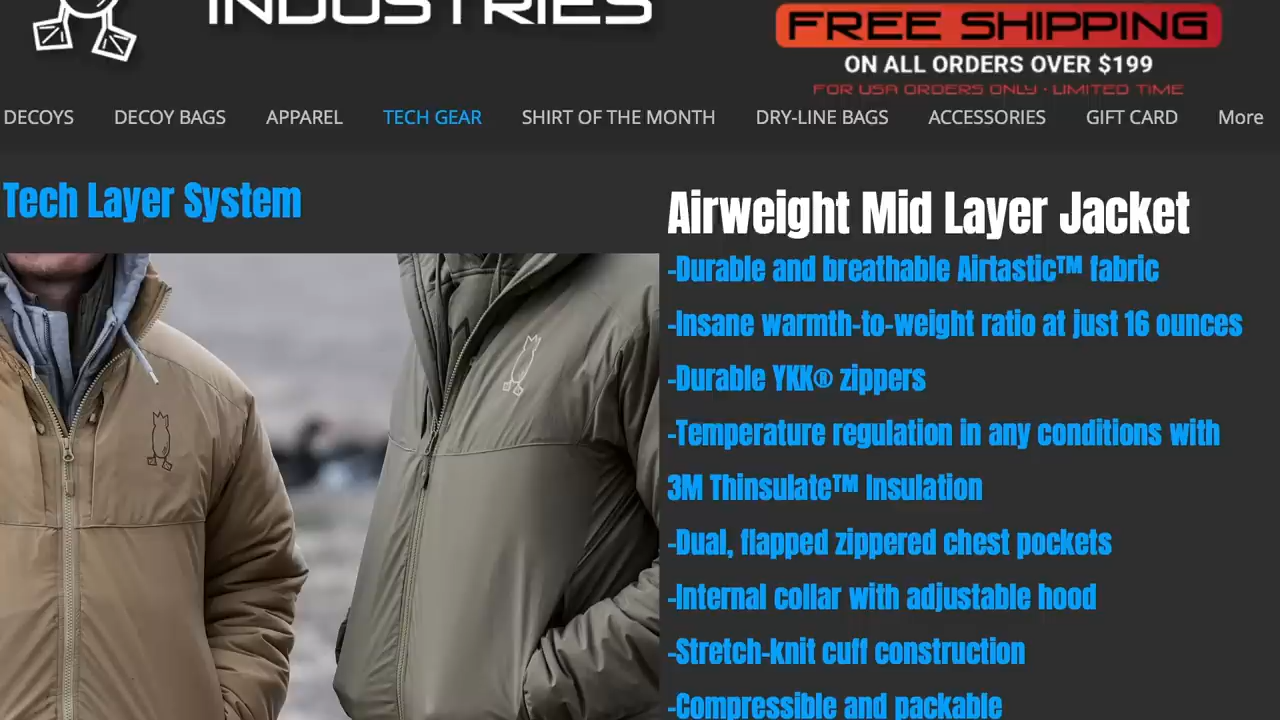 INDUSTRIES
FREE SHIPPING
ON ALL ORDERS OVER $199
FOR USA ORDERS ONLY · LIMITED TIME
DECOYS DECOY BAGS APPAREL TECH GEAR SHIRT OF THE MONTH DRY-LINE BAGS ACCESSORIES GIFT CARD More
Tech Layer System
Airweight Mid Layer Jacket
-Durable and breathable Airtastic™ fabric
-Insane warmth-to-weight ratio at just 16 ounces
-Durable YKK® zippers
-Temperature regulation in any conditions with
3M Thinsulate™ Insulation
-Dual, flapped zippered chest pockets
-Internal collar with adjustable hood
-Stretch-knit cuff construction
-Compressible and packable